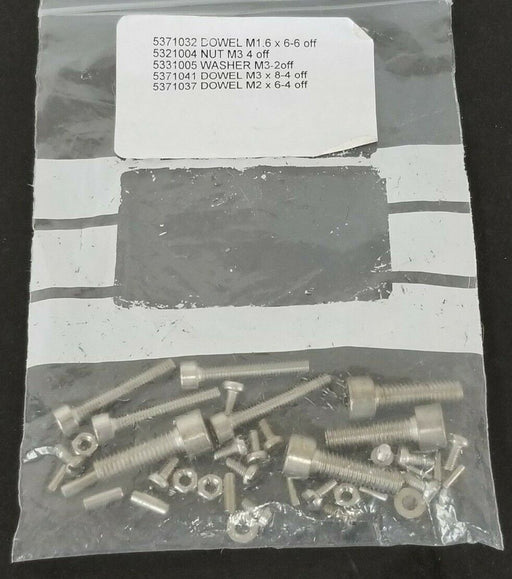 5371032 DOWEL M1.6 x 6-6 off
5321004 NUT M3 4 off
5331005 WASHER M3-2off
5371041 DOWEL M3 x 8-4 off
5371037 DOWEL M2 x 6-4 off